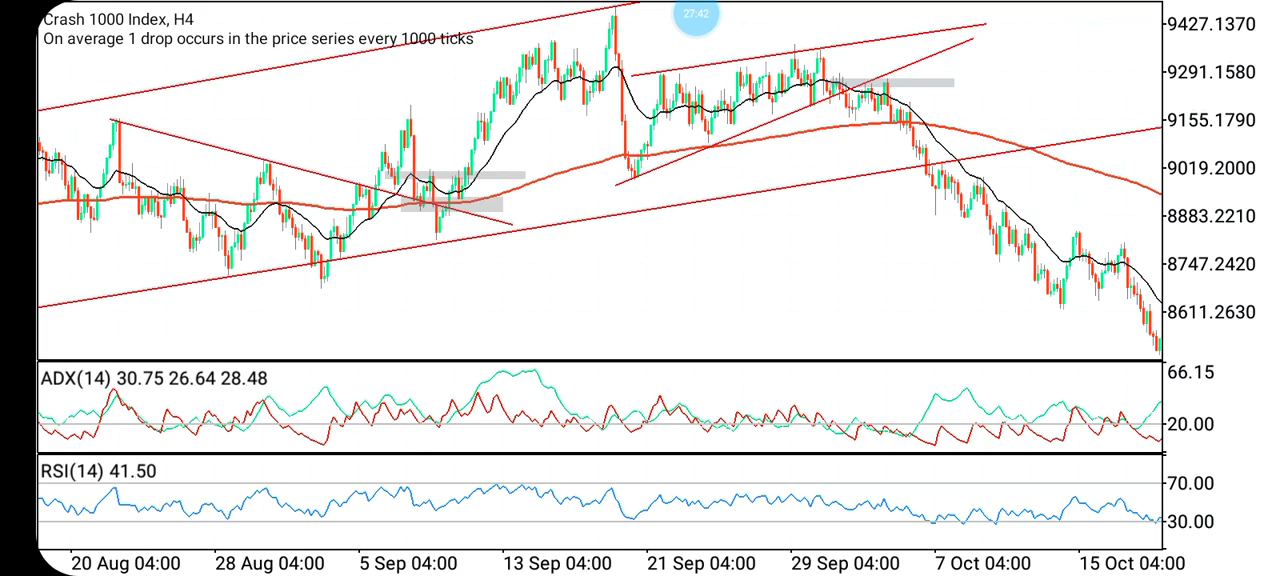 Crash 1000 Index, H4
27:42
On average 1 drop occurs in the price series every 1000 ticks
9427.1370
9291.1580
9155.1790
9019.2000
8883.2210
8747.2420
8611.2630
ADX(14) 30.75 26.64 28.48
66.15
20.00
RSI(14) 41.50
70.00
30.00
20 Aug 04:00 28 Aug 04:00 5 Sep 04:00 13 Sep 04:00 21 Sep 04:00 29 Sep 04:00 7 Oct 04:00 15 Oct 04:00